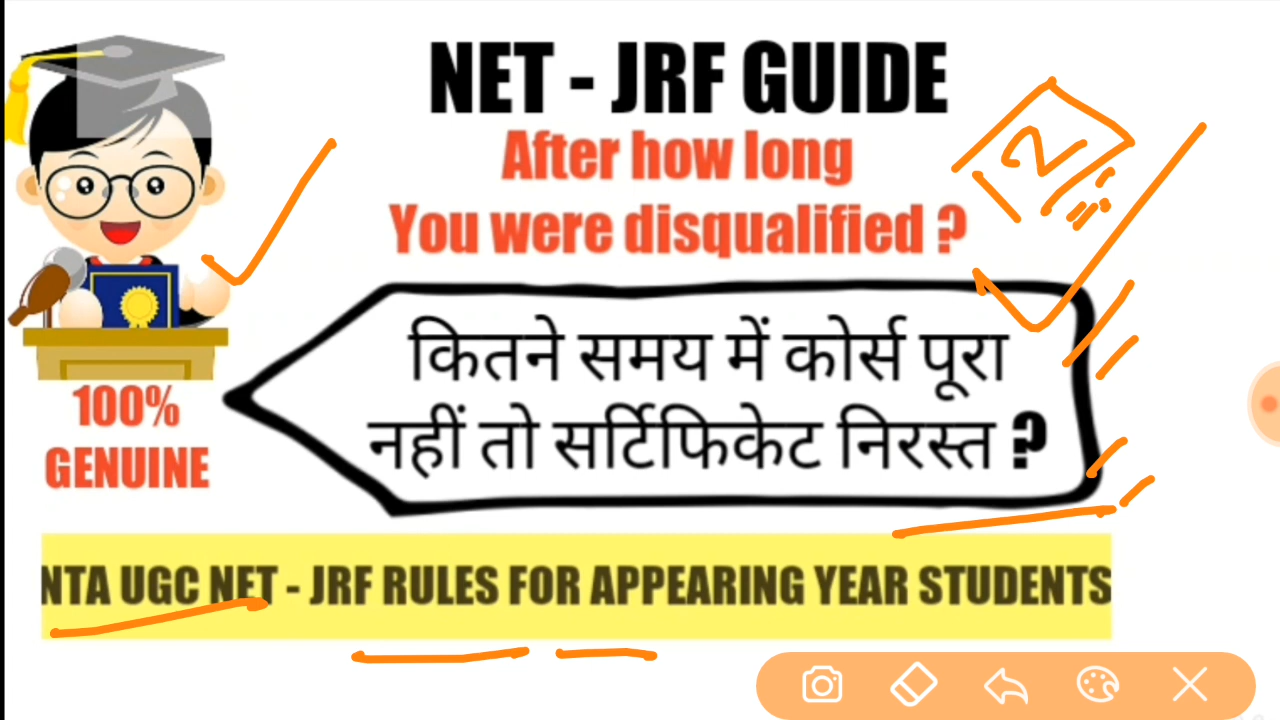 NET - JRF GUIDE
After how long
You were disqualified ?
कितने समय में कोर्स पूरा
नहीं तो सर्टिफिकेट निरस्त ?
100%
GENUINE
NTA UGC NET - JRF RULES FOR APPEARING YEAR STUDENTS